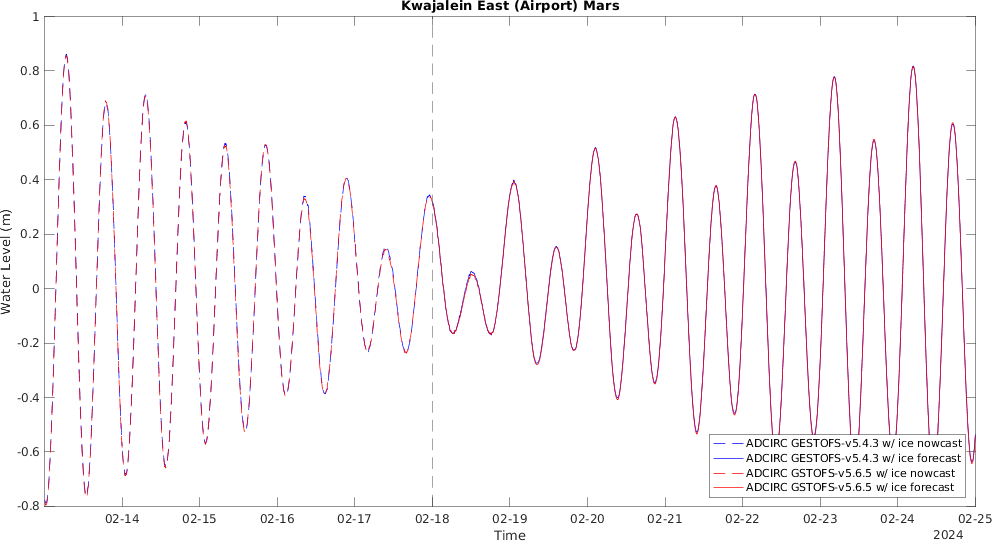 Kwajalein East (Airport) Mars
1
0.8
0.6
0.4
0.2
0
-0.2
-0.4
-0.6
-0.8
Water Level (m)
ADCIRC GESTOFS-v5.4.3 w/ ice nowcast
ADCIRC GESTOFS-v5.4.3 w/ ice forecast
ADCIRC GSTOFS-v5.6.5 w/ ice nowcast
ADCIRC GSTOFS-v5.6.5 w/ ice forecast
02-14 02-15 02-16 02-17 02-18 02-19 02-20 02-21 02-22 02-23 02-24 02-25
Time
2024